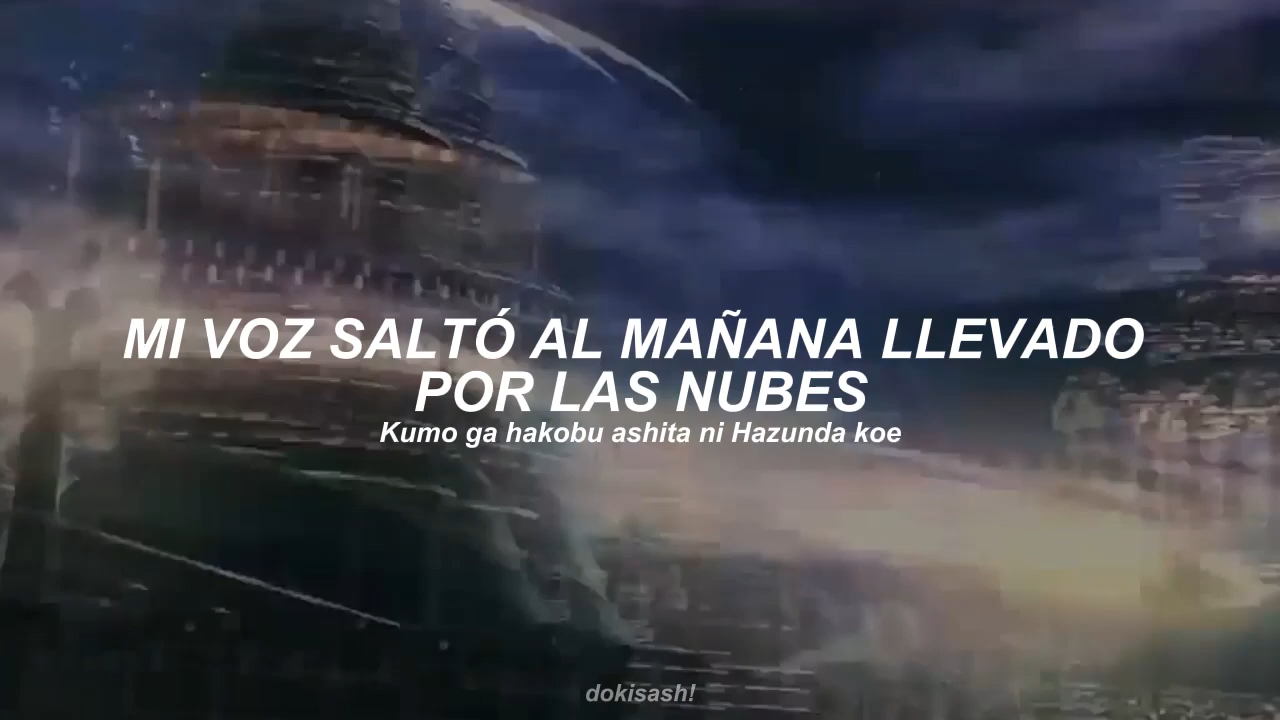 MI VOZ SALTÓ AL MAÑANA LLEVADO
POR LAS NUBES
Kumo ga hakobu ashita ni Hazunda koe
dokisash!